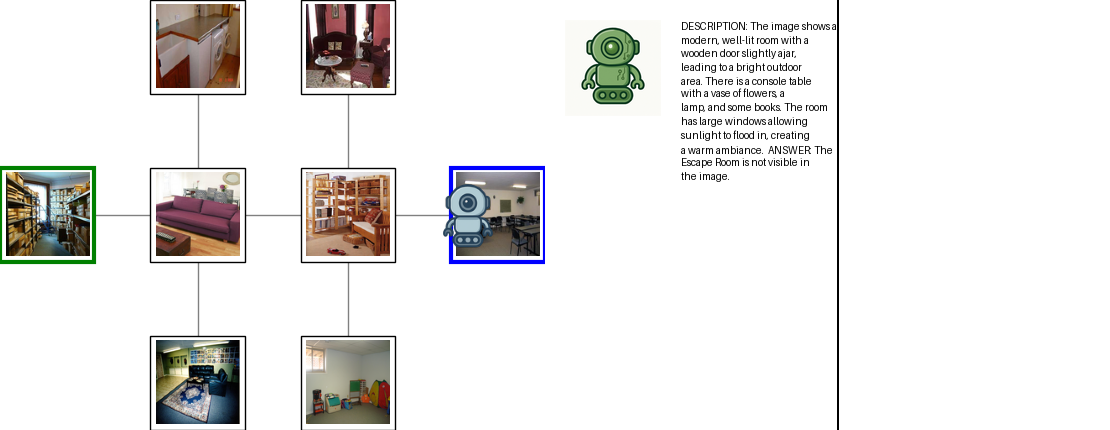 DESCRIPTION: The image shows a
modern, well-lit room with a
wooden door slightly ajar,
leading to a bright outdoor
area. There is a console table
with a vase of flowers, a
lamp, and some books. The room
has large windows allowing
sunlight to flood in, creating
a warm ambiance.  ANSWER: The
Escape Room is not visible in
the image.